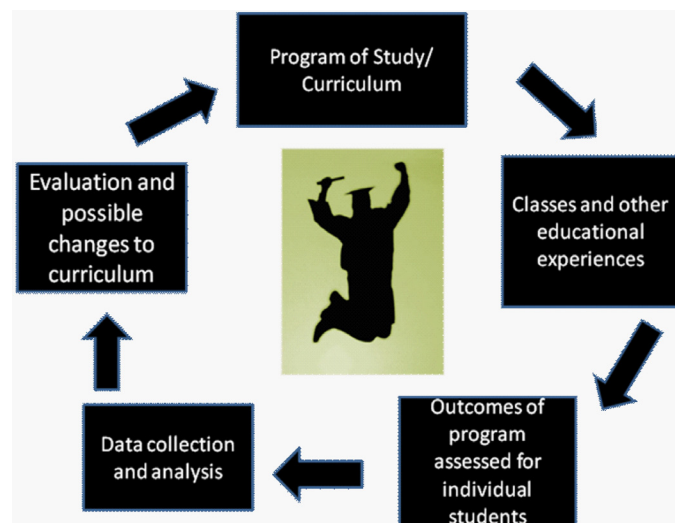 Program of Study/
Curriculum
Classes and other
educational
experiences
Outcomes of
program
assessed for
individual
students
Data collection
and analysis
Evaluation and
possible
changes to
curriculum